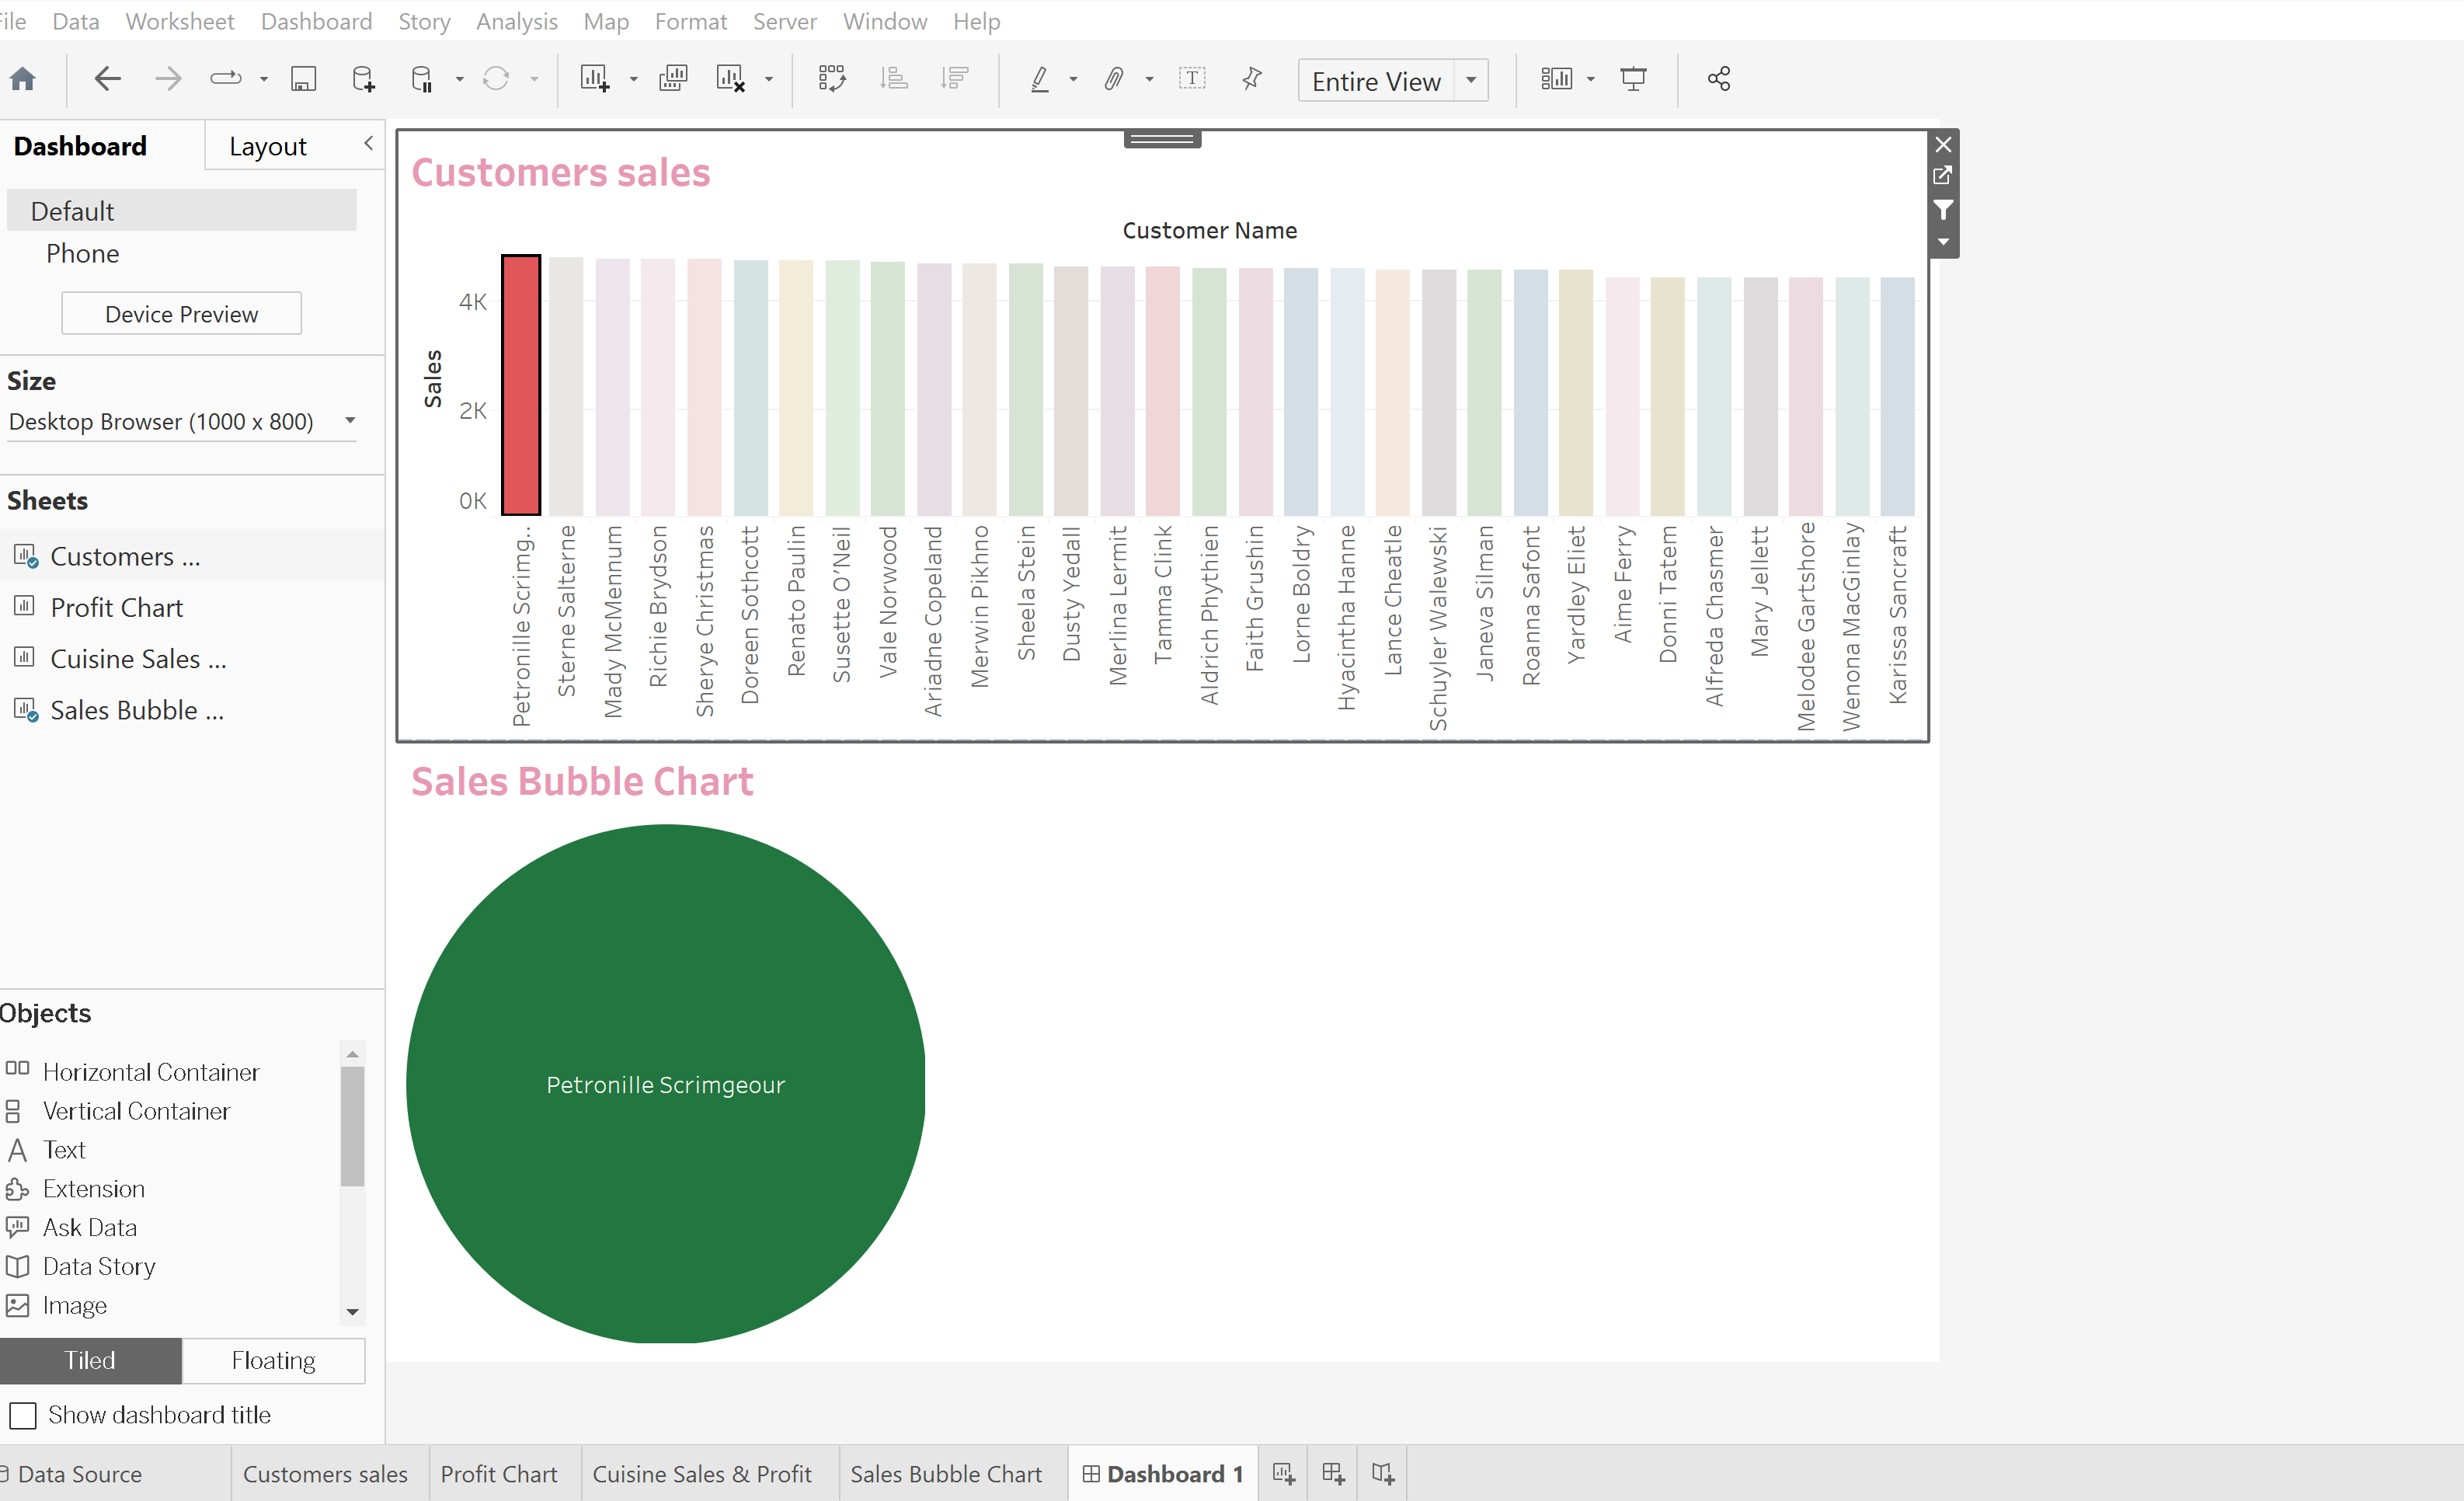 ile Data Worksheet Dashboard Story Analysis Map Format Server Window Help
Entire View
Dashboard Layout
Default
Phone
Device Preview
Size
Desktop Browser (1000 x 800)
Sheets
Customers ...
Profit Chart
Cuisine Sales ...
Sales Bubble ...
Objects
Horizontal Container
Vertical Container
Text
Extension
Ask Data
Data Story
Image
Tiled Floating
Show dashboard title
Customers sales
Customer Name
Sales
4K
2K
0K
Petronille Scrimg..
Sterne Salterne
Mady McMennum
Richie Brydson
Sherye Christmas
Doreen Sothcott
Renato Paulin
Susette O'Neil
Vale Norwood
Ariadne Copeland
Merwin Pikhno
Sheela Stein
Dusty Yedall
Merlina Lermit
Tamma Clink
Aldrich Phythien
Faith Grushin
Lorne Boldry
Hyacintha Hanne
Lance Cheatle
Schuyler Walewski
Janeva Silman
Roanna Safont
Yardley Eliet
Aime Ferry
Donni Tatem
Alfreda Chasmer
Mary Jellett
Melodee Gartshore
Wenona MacGinlay
Karissa Sancraft
Sales Bubble Chart
Petronille Scrimgeour
Data Source Customers sales Profit Chart Cuisine Sales & Profit Sales Bubble Chart Dashboard 1